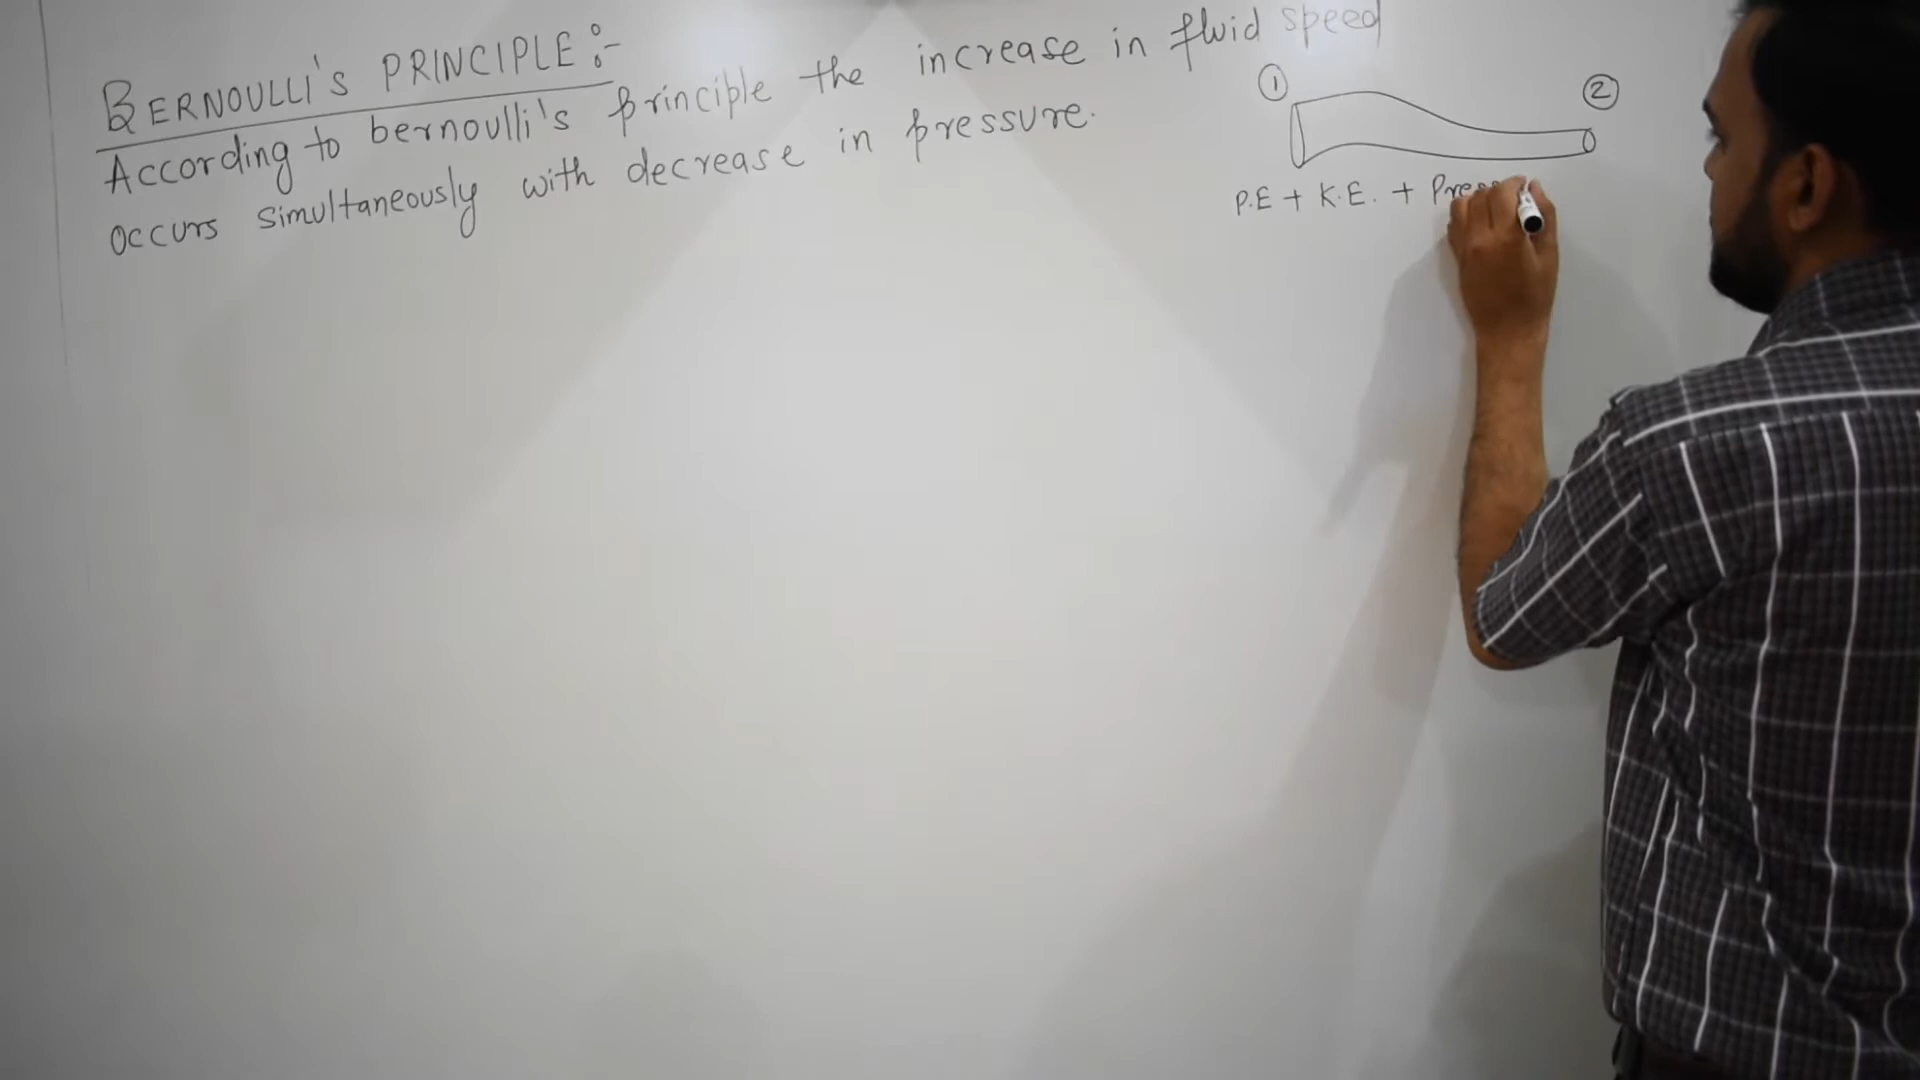 BERNOULLI'S PRINCIPLE :-
According to bernoulli's principle the increase in fluid speed
occurs simultaneously with decrease in pressure.
1
2
P.E + K.E. + Press